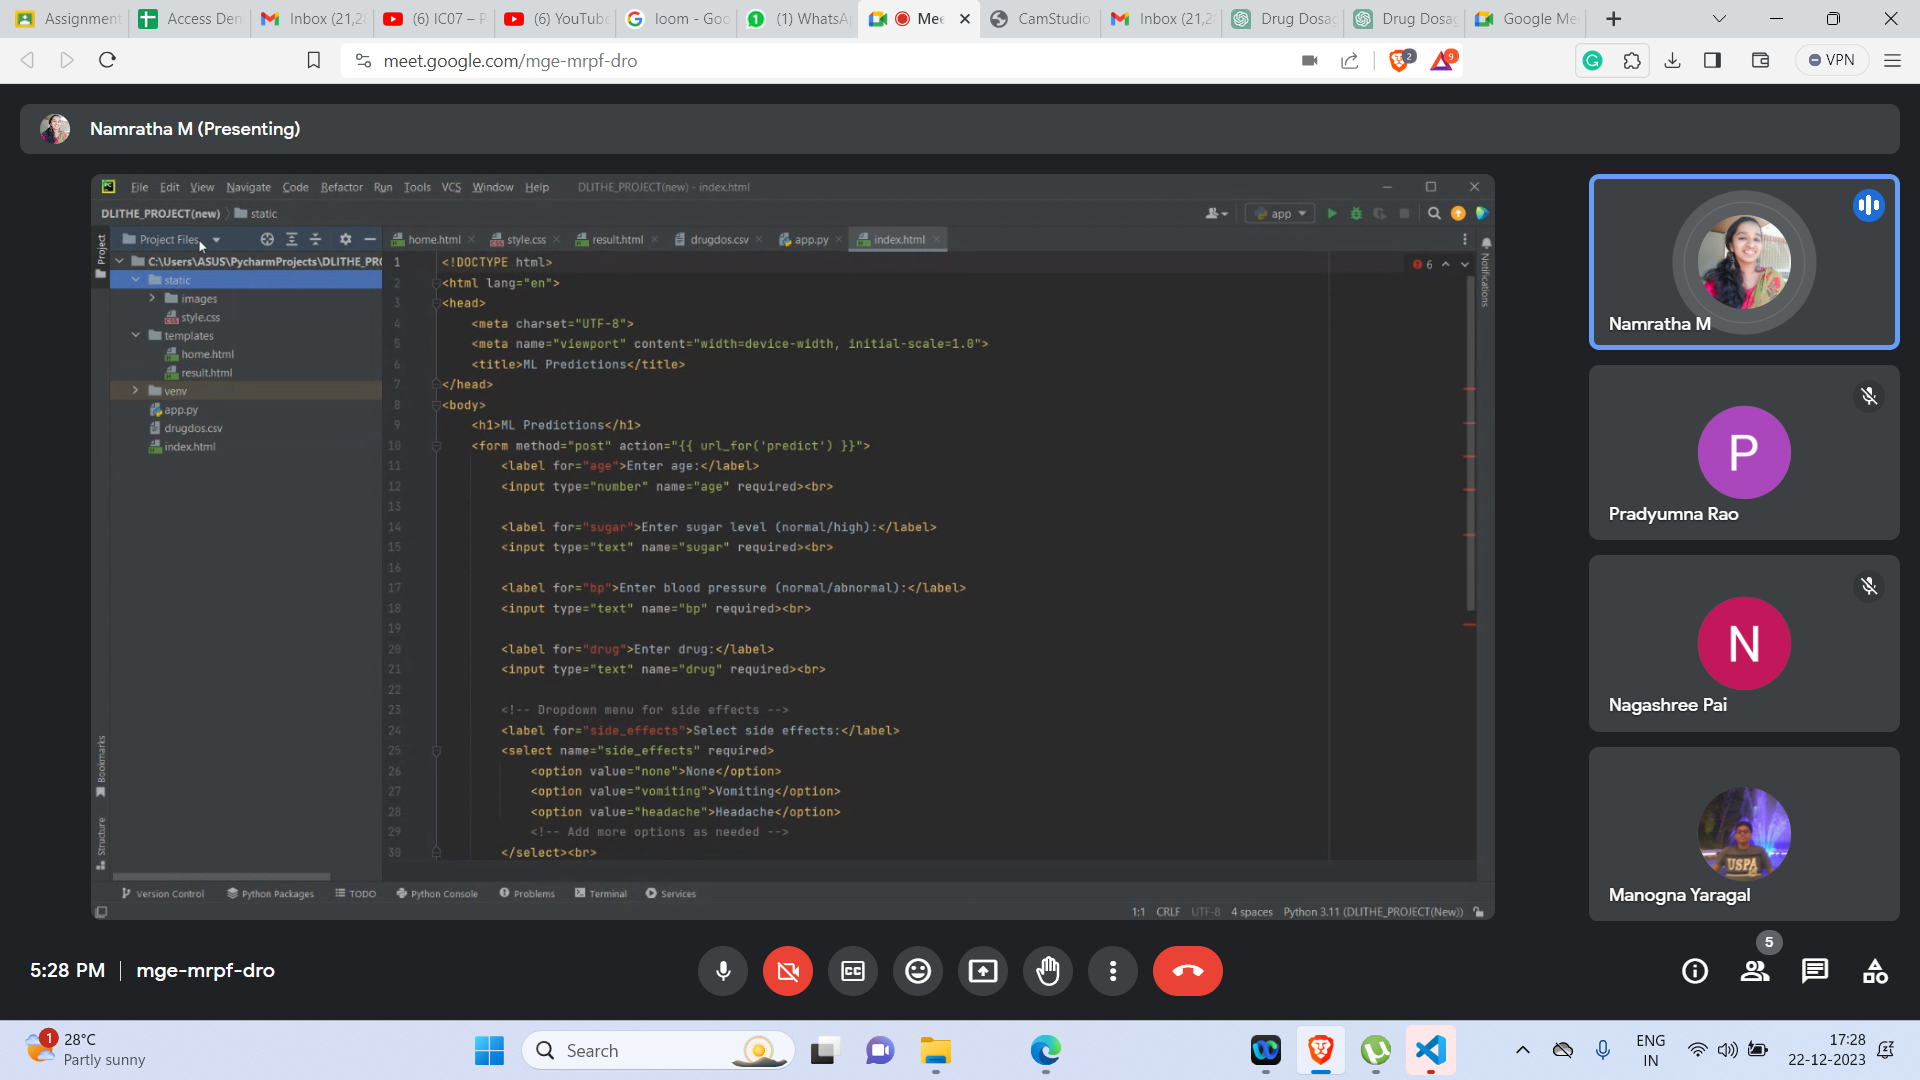 Assignment
Access Den
Inbox (21,2
(6) IC07 – P
(6) YouTube
loom - Goo
(1) WhatsA
Mee
CamStudio
Inbox (21,2
Drug Dosag
Drug Dosag
Google Me
meet.google.com/mge-mrpf-dro
2
9
VPN
Namratha M (Presenting)
File Edit View Navigate Code Refactor Run Tools VCS Window Help DLITHE_PROJECT(new) - index.html
DLITHE_PROJECT(new) static
app
Project
Project Files
home.html
style.css
result.html
drugdos.csv
app.py
index.html
Notifications
C:\Users\ASUS\PycharmProjects\DLITHE_PRO
static
images
style.css
templates
home.html
result.html
venv
app.py
drugdos.csv
index.html
6
1 <!DOCTYPE html>
2 <html lang="en">
3 <head>
4 <meta charset="UTF-8">
5 <meta name="viewport" content="width=device-width, initial-scale=1.0">
6 <title>ML Predictions</title>
7 </head>
8 <body>
9 <h1>ML Predictions</h1>
10 <form method="post" action="{{ url_for('predict') }}">
11 <label for="age">Enter age:</label>
12 <input type="number" name="age" required><br>
13
14 <label for="sugar">Enter sugar level (normal/high):</label>
15 <input type="text" name="sugar" required><br>
16
17 <label for="bp">Enter blood pressure (normal/abnormal):</label>
18 <input type="text" name="bp" required><br>
19
20 <label for="drug">Enter drug:</label>
21 <input type="text" name="drug" required><br>
22
23 <!-- Dropdown menu for side effects -->
24 <label for="side_effects">Select side effects:</label>
25 <select name="side_effects" required>
26 <option value="none">None</option>
27 <option value="vomiting">Vomiting</option>
28 <option value="headache">Headache</option>
29 <!-- Add more options as needed -->
30 </select><br>
Bookmarks
Structure
Version Control Python Packages TODO Python Console Problems Terminal Services
1:1 CRLF UTF-8 4 spaces Python 3.11 (DLITHE_PROJECT(New))
Namratha M
P
Pradyumna Rao
N
Nagashree Pai
USPA
Manogna Yaragal
5:28 PM | mge-mrpf-dro
5
1
28°C
Partly sunny
Search
ENG
IN
17:28
22-12-2023